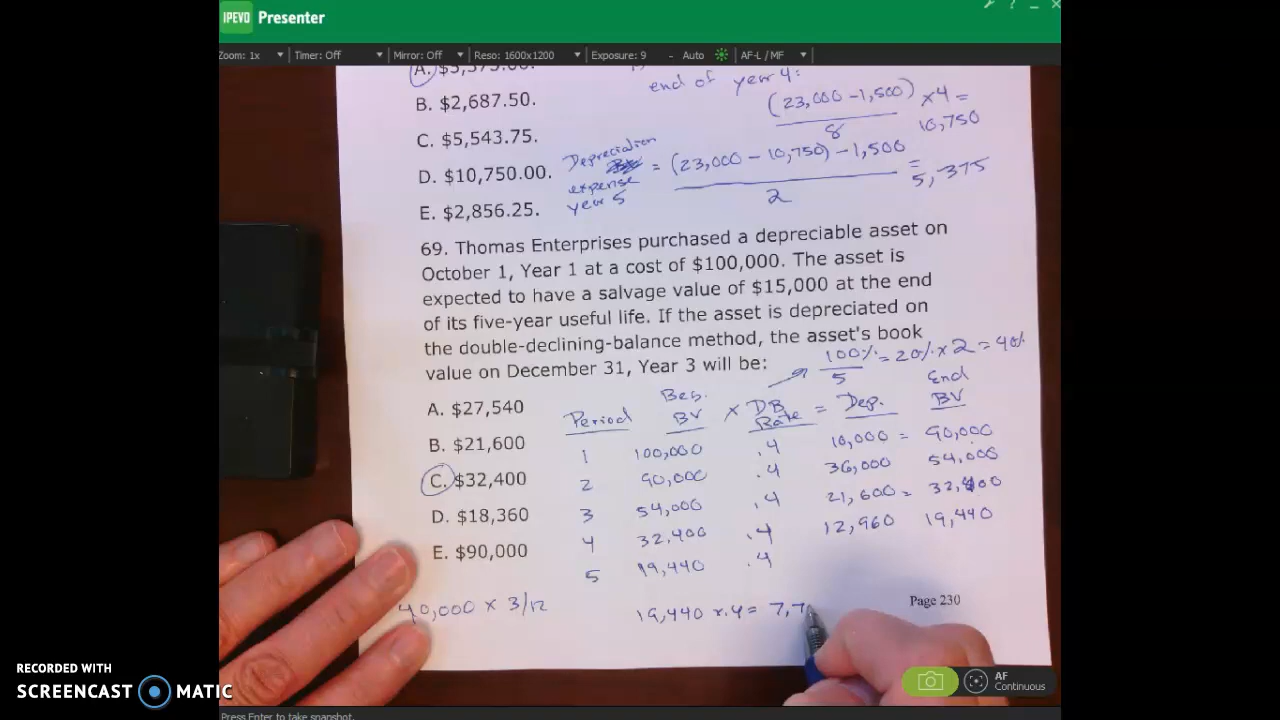 IPEVO Presenter
Zoom: 1x Timer: Off Mirror: Off Reso: 1600x1200 Exposure: 9 - Auto AF-L / MF
A. $5,375.00.
B. $2,687.50.
C. $5,543.75.
D. $10,750.00.
E. $2,856.25.
end of year 4:
(23,000 - 1,500) x 4 =
8
10,750
Depreciation
expense
year 5
= (23,000 - 10,750) - 1,500 =
2
5,375
69. Thomas Enterprises purchased a depreciable asset on
October 1, Year 1 at a cost of $100,000. The asset is
expected to have a salvage value of $15,000 at the end
of its five-year useful life. If the asset is depreciated on
the double-declining-balance method, the asset's book
value on December 31, Year 3 will be:
100% = 20% x 2 = 40%
5
A. $27,540
B. $21,600
C. $32,400
D. $18,360
E. $90,000
Period Beg. BV x DB Rate = Dep. End BV
1 100,000 .4 10,000 = 90,000
2 90,000 .4 36,000 54,000
3 54,000 .4 21,600 = 32,400
4 32,400 .4 12,960 19,440
5 19,440 .4
40,000 x 3/12
19,440 x .4 = 7,7
Page 230
AF
Continuous
RECORDED WITH
SCREENCAST MATIC
Press Enter to take snapshot.